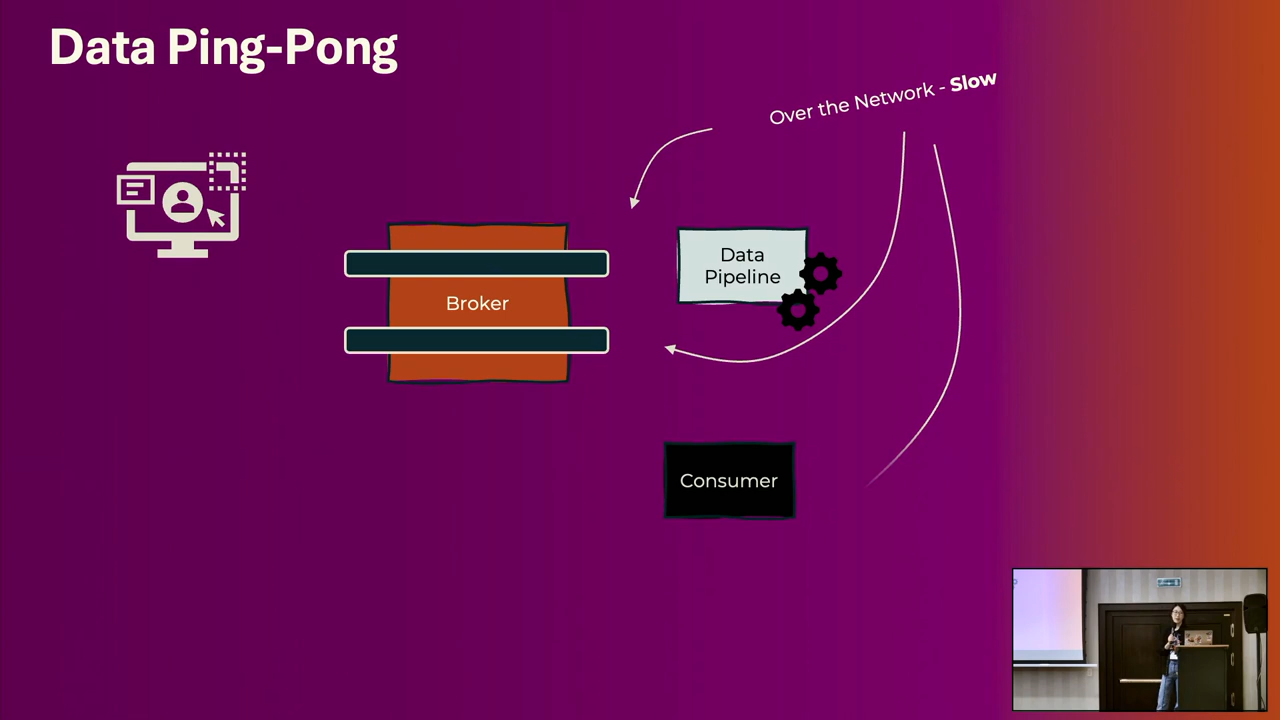 Data Ping-Pong
Over the Network - Slow
Data
Pipeline
Broker
Consumer